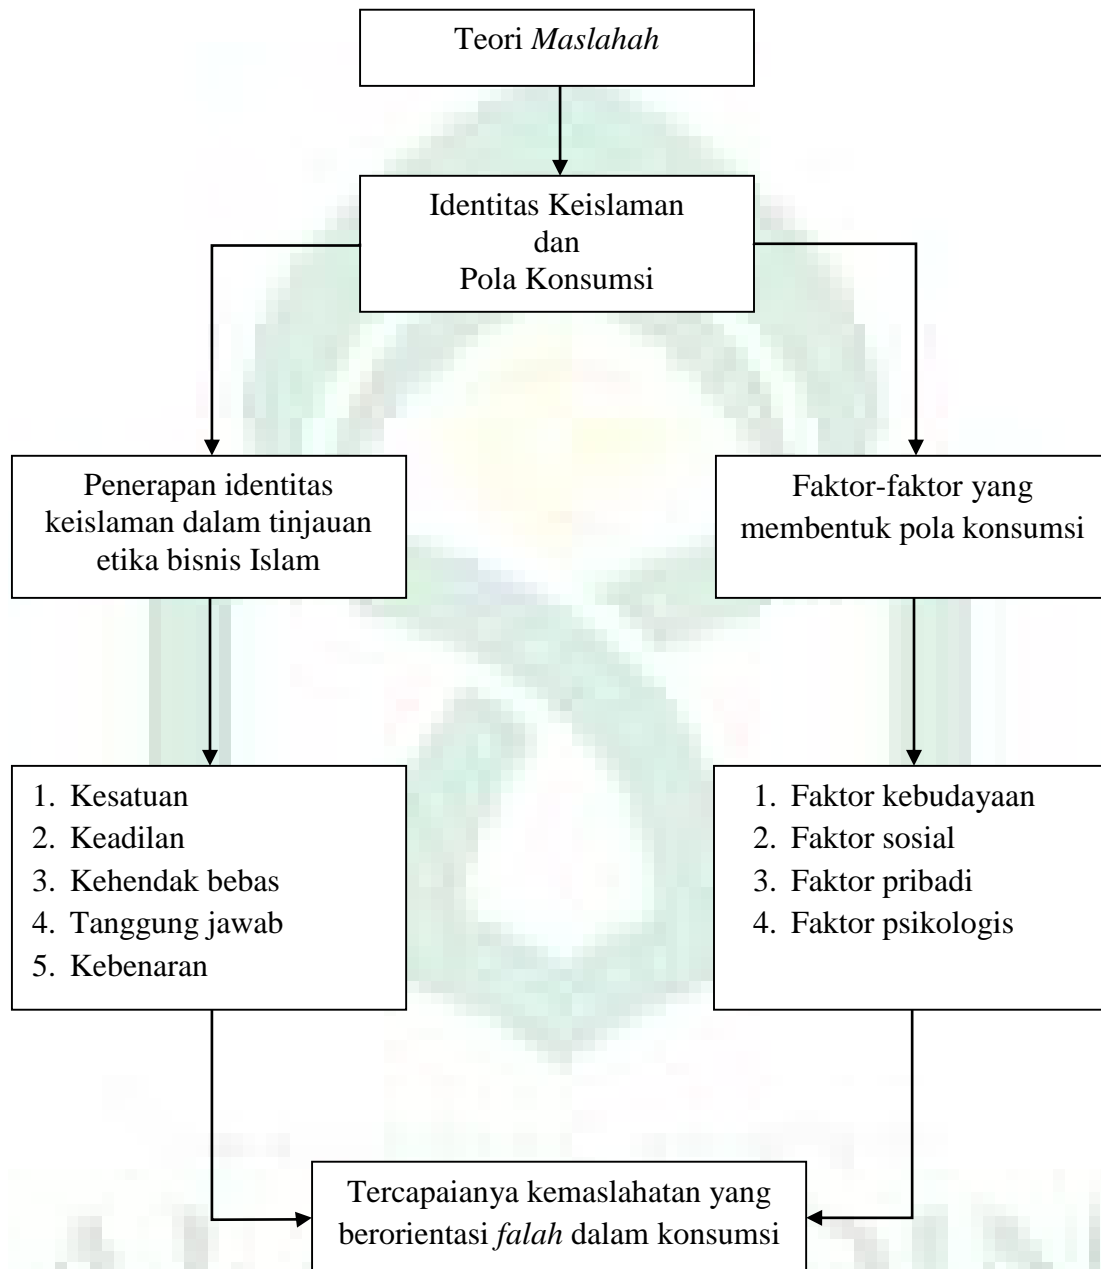 Teori Maslahah
Identitas Keislaman
dan
Pola Konsumsi
Penerapan identitas
keislaman dalam tinjauan
etika bisnis Islam
Faktor-faktor yang
membentuk pola konsumsi
1. Kesatuan
2. Keadilan
3. Kehendak bebas
4. Tanggung jawab
5. Kebenaran
1. Faktor kebudayaan
2. Faktor sosial
3. Faktor pribadi
4. Faktor psikologis
Tercapaianya kemaslahatan yang
berorientasi falah dalam konsumsi